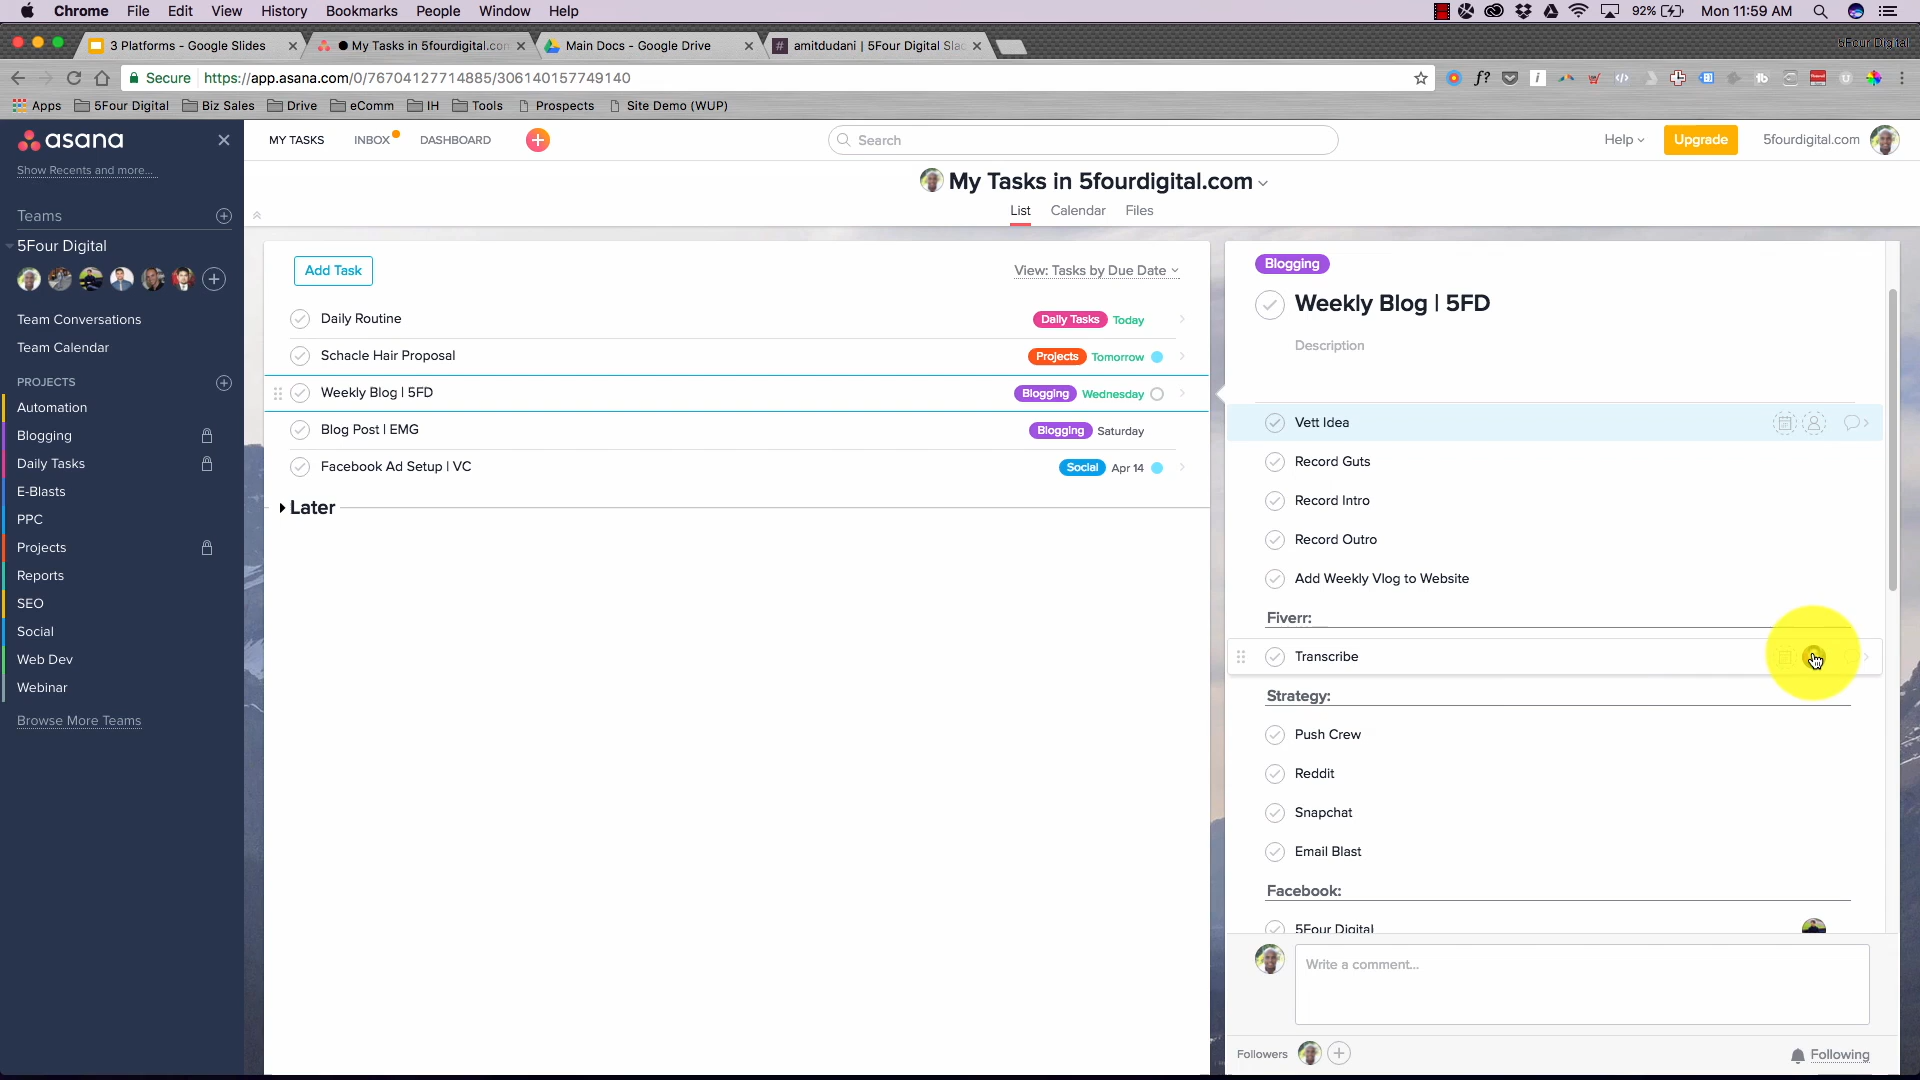 Chrome File Edit View History Bookmarks People Window Help 92% Mon 11:59 AM
3 Platforms - Google Slides My Tasks in 5fourdigital.com Main Docs - Google Drive amitdudani | 5Four Digital Slac 5Four Digital
Secure https://app.asana.com/0/76704127714885/306140157749140
Apps 5Four Digital Biz Sales Drive eComm IH Tools Prospects Site Demo (WUP)
asana
Show Recents and more...
MY TASKS INBOX DASHBOARD Search Help Upgrade 5fourdigital.com
My Tasks in 5fourdigital.com
List Calendar Files
Teams
5Four Digital
Team Conversations
Team Calendar
PROJECTS
Automation
Blogging
Daily Tasks
E-Blasts
PPC
Projects
Reports
SEO
Social
Web Dev
Webinar
Browse More Teams
Add Task View: Tasks by Due Date
Daily Routine Daily Tasks Today
Schacle Hair Proposal Projects Tomorrow
Weekly Blog | 5FD Blogging Wednesday
Blog Post | EMG Blogging Saturday
Facebook Ad Setup | VC Social Apr 14
Later
Blogging
Weekly Blog | 5FD
Description
Vett Idea
Record Guts
Record Intro
Record Outro
Add Weekly Vlog to Website
Fiverr:
Transcribe
Strategy:
Push Crew
Reddit
Snapchat
Email Blast
Facebook:
5Four Digital
Write a comment...
Followers Following